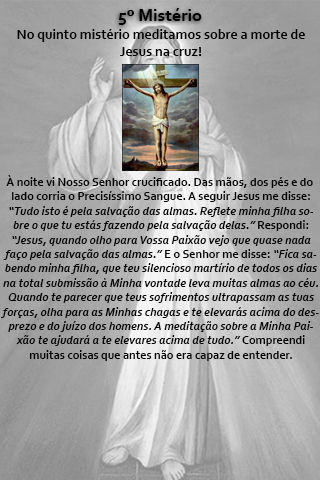 5º Mistério
No quinto mistério meditamos sobre a morte de
Jesus na cruz!
À noite vi Nosso Senhor crucificado. Das mãos, dos pés e do
lado corria o Precisíssimo Sangue. A seguir Jesus me disse:
“Tudo isto é pela salvação das almas. Reflete minha filha so-
bre o que tu estás fazendo pela salvação delas.” Respondi:
“Jesus, quando olho para Vossa Paixão vejo que quase nada
faço pela salvação das almas.” E o Senhor me disse: “Fica sa-
bendo minha filha, que teu silencioso martírio de todos os dias
na total submissão à Minha vontade leva muitas almas ao céu.
Quando te parecer que teus sofrimentos ultrapassam as tuas
forças, olha para as Minhas chagas e te elevarás acima do des-
prezo e do juízo dos homens. A meditação sobre a Minha Pai-
xão te ajudará a te elevares acima de tudo.” Compreendi
muitas coisas que antes não era capaz de entender.